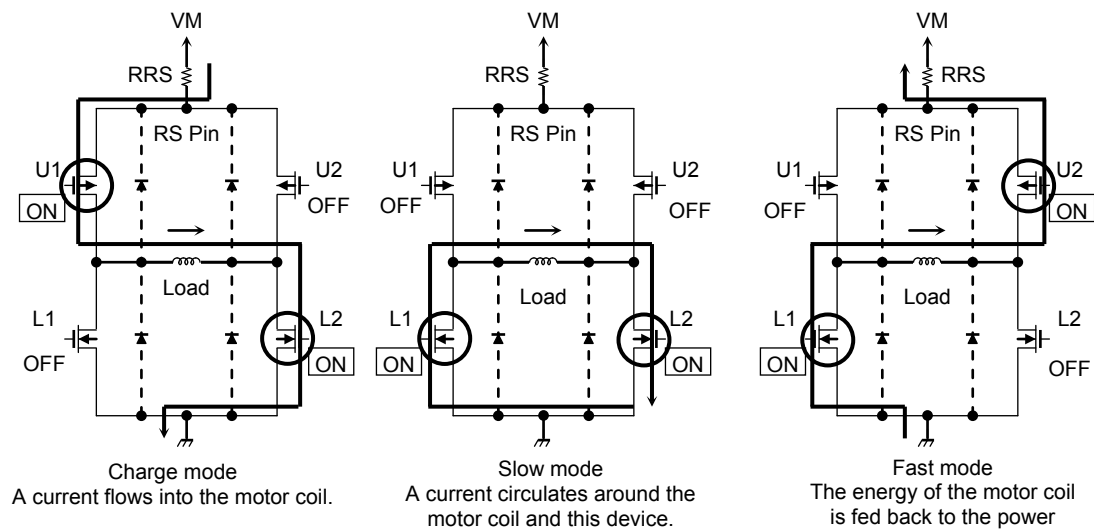 VM
RRS
RS Pin
U1
U2
ON
OFF
Load
L1
L2
OFF
ON
Charge mode
A current flows into the motor coil.
VM
RRS
RS Pin
U1
U2
OFF
OFF
Load
L1
L2
ON
ON
Slow mode
A current circulates around the
motor coil and this device.
VM
RRS
RS Pin
U1
U2
OFF
ON
Load
L1
L2
ON
OFF
Fast mode
The energy of the motor coil
is fed back to the power